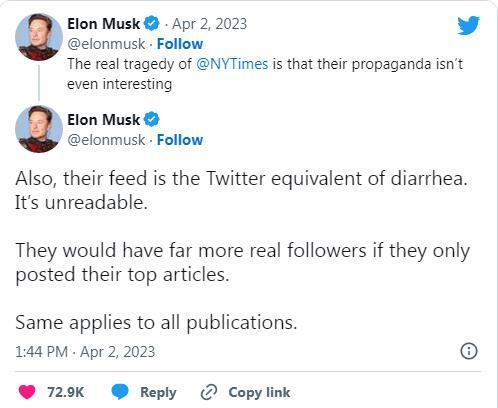 Elon Musk · Apr 2, 2023
@elonmusk · Follow
The real tragedy of @NYTimes is that their propaganda isn't
even interesting
Elon Musk
@elonmusk · Follow
Also, their feed is the Twitter equivalent of diarrhea.
It's unreadable.
They would have far more real followers if they only
posted their top articles.
Same applies to all publications.
1:44 PM · Apr 2, 2023
72.9K Reply Copy link